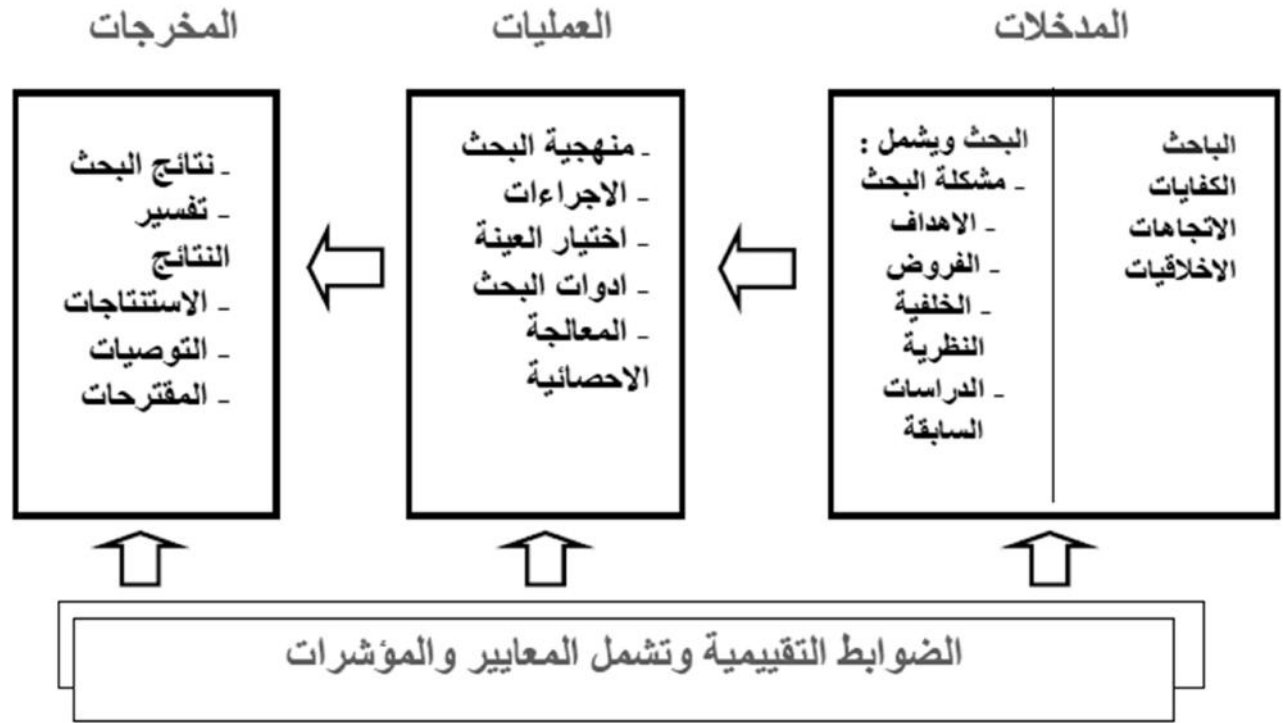 المدخلات
العمليات
المخرجات
الباحث
الكفايات
الاتجاهات
الاخلاقيات
البحث ويشمل :
- مشكلة البحث
- الاهداف
- الفروض
- الخلفية
النظرية
- الدراسات
السابقة
- منهجية البحث
- الاجراءات
- اختيار العينة
- ادوات البحث
- المعالجة
الاحصائية
- نتائج البحث
- تفسير
النتائج
- الاستنتاجات
- التوصيات
- المقترحات
الضوابط التقييمية وتشمل المعايير والمؤشرات